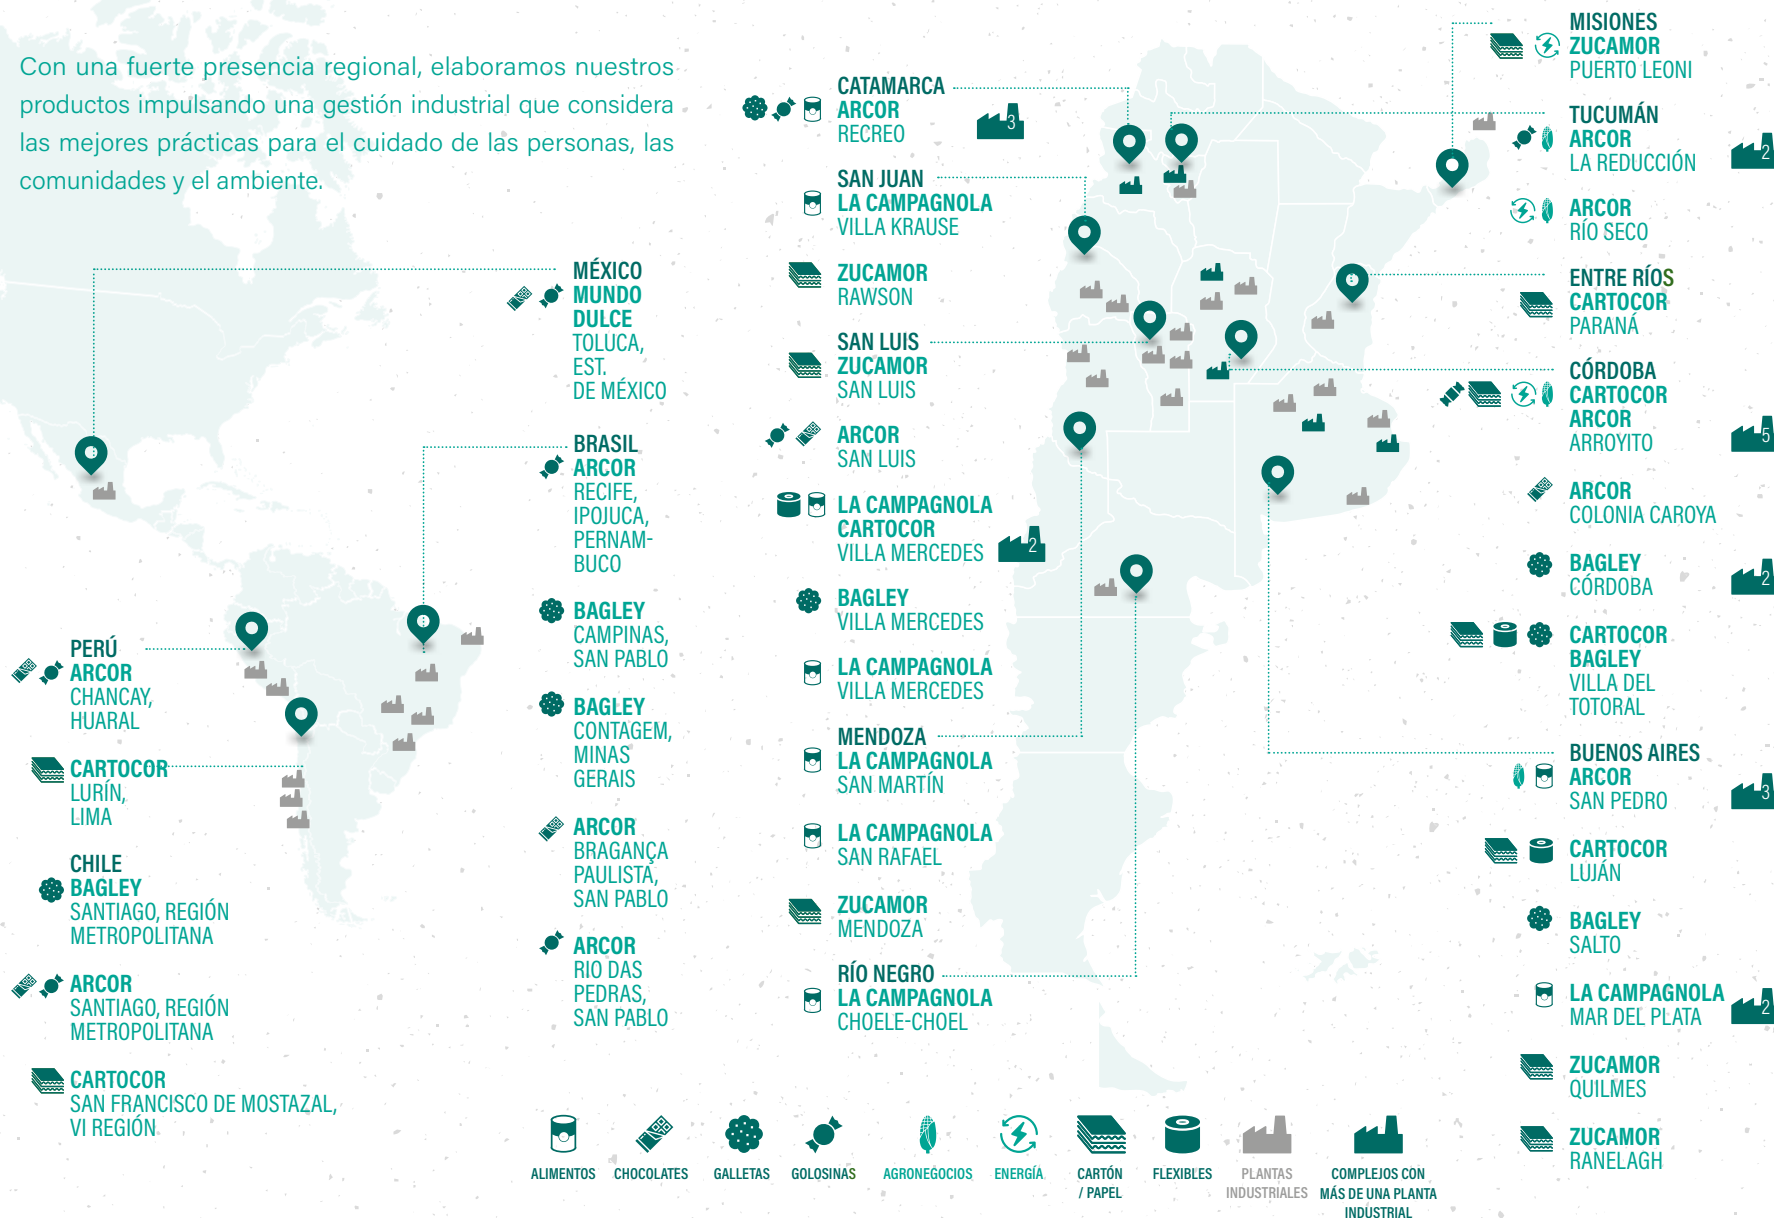 Con una fuerte presencia regional, elaboramos nuestros
productos impulsando una gestión industrial que considera
las mejores prácticas para el cuidado de las personas, las
comunidades y el ambiente.
MÉXICO
MUNDO
DULCE
TOLUCA,
EST.
DE MÉXICO
BRASIL
ARCOR
RECIFE,
IPOJUCA,
PERNAM-
BUCO
BAGLEY
CAMPINAS,
SAN PABLO
BAGLEY
CONTAGEM,
MINAS
GERAIS
ARCOR
BRAGANÇA
PAULISTA,
SAN PABLO
ARCOR
RIO DAS
PEDRAS,
SAN PABLO
PERÚ
ARCOR
CHANCAY,
HUARAL
CARTOCOR
LURÍN,
LIMA
CHILE
BAGLEY
SANTIAGO, REGIÓN
METROPOLITANA
ARCOR
SANTIAGO, REGIÓN
METROPOLITANA
CARTOCOR
SAN FRANCISCO DE MOSTAZAL,
VI REGIÓN
CATAMARCA
ARCOR
RECREO
3
SAN JUAN
LA CAMPAGNOLA
VILLA KRAUSE
ZUCAMOR
RAWSON
SAN LUIS
ZUCAMOR
SAN LUIS
ARCOR
SAN LUIS
LA CAMPAGNOLA
CARTOCOR
VILLA MERCEDES
2
BAGLEY
VILLA MERCEDES
LA CAMPAGNOLA
VILLA MERCEDES
MENDOZA
LA CAMPAGNOLA
SAN MARTÍN
LA CAMPAGNOLA
SAN RAFAEL
ZUCAMOR
MENDOZA
RÍO NEGRO
LA CAMPAGNOLA
CHOELE-CHOEL
MISIONES
ZUCAMOR
PUERTO LEONI
TUCUMÁN
ARCOR
LA REDUCCIÓN
2
ARCOR
RÍO SECO
ENTRE RÍOS
CARTOCOR
PARANÁ
CÓRDOBA
CARTOCOR
ARCOR
ARROYITO
5
ARCOR
COLONIA CAROYA
BAGLEY
CÓRDOBA
2
CARTOCOR
BAGLEY
VILLA DEL
TOTORAL
BUENOS AIRES
ARCOR
SAN PEDRO
3
CARTOCOR
LUJÁN
BAGLEY
SALTO
LA CAMPAGNOLA
MAR DEL PLATA
2
ZUCAMOR
QUILMES
ZUCAMOR
RANELAGH
ALIMENTOS
CHOCOLATES
GALLETAS
GOLOSINAS
AGRONEGOCIOS
ENERGÍA
CARTÓN
/ PAPEL
FLEXIBLES
PLANTAS
INDUSTRIALES
COMPLEJOS CON
MÁS DE UNA PLANTA
INDUSTRIAL